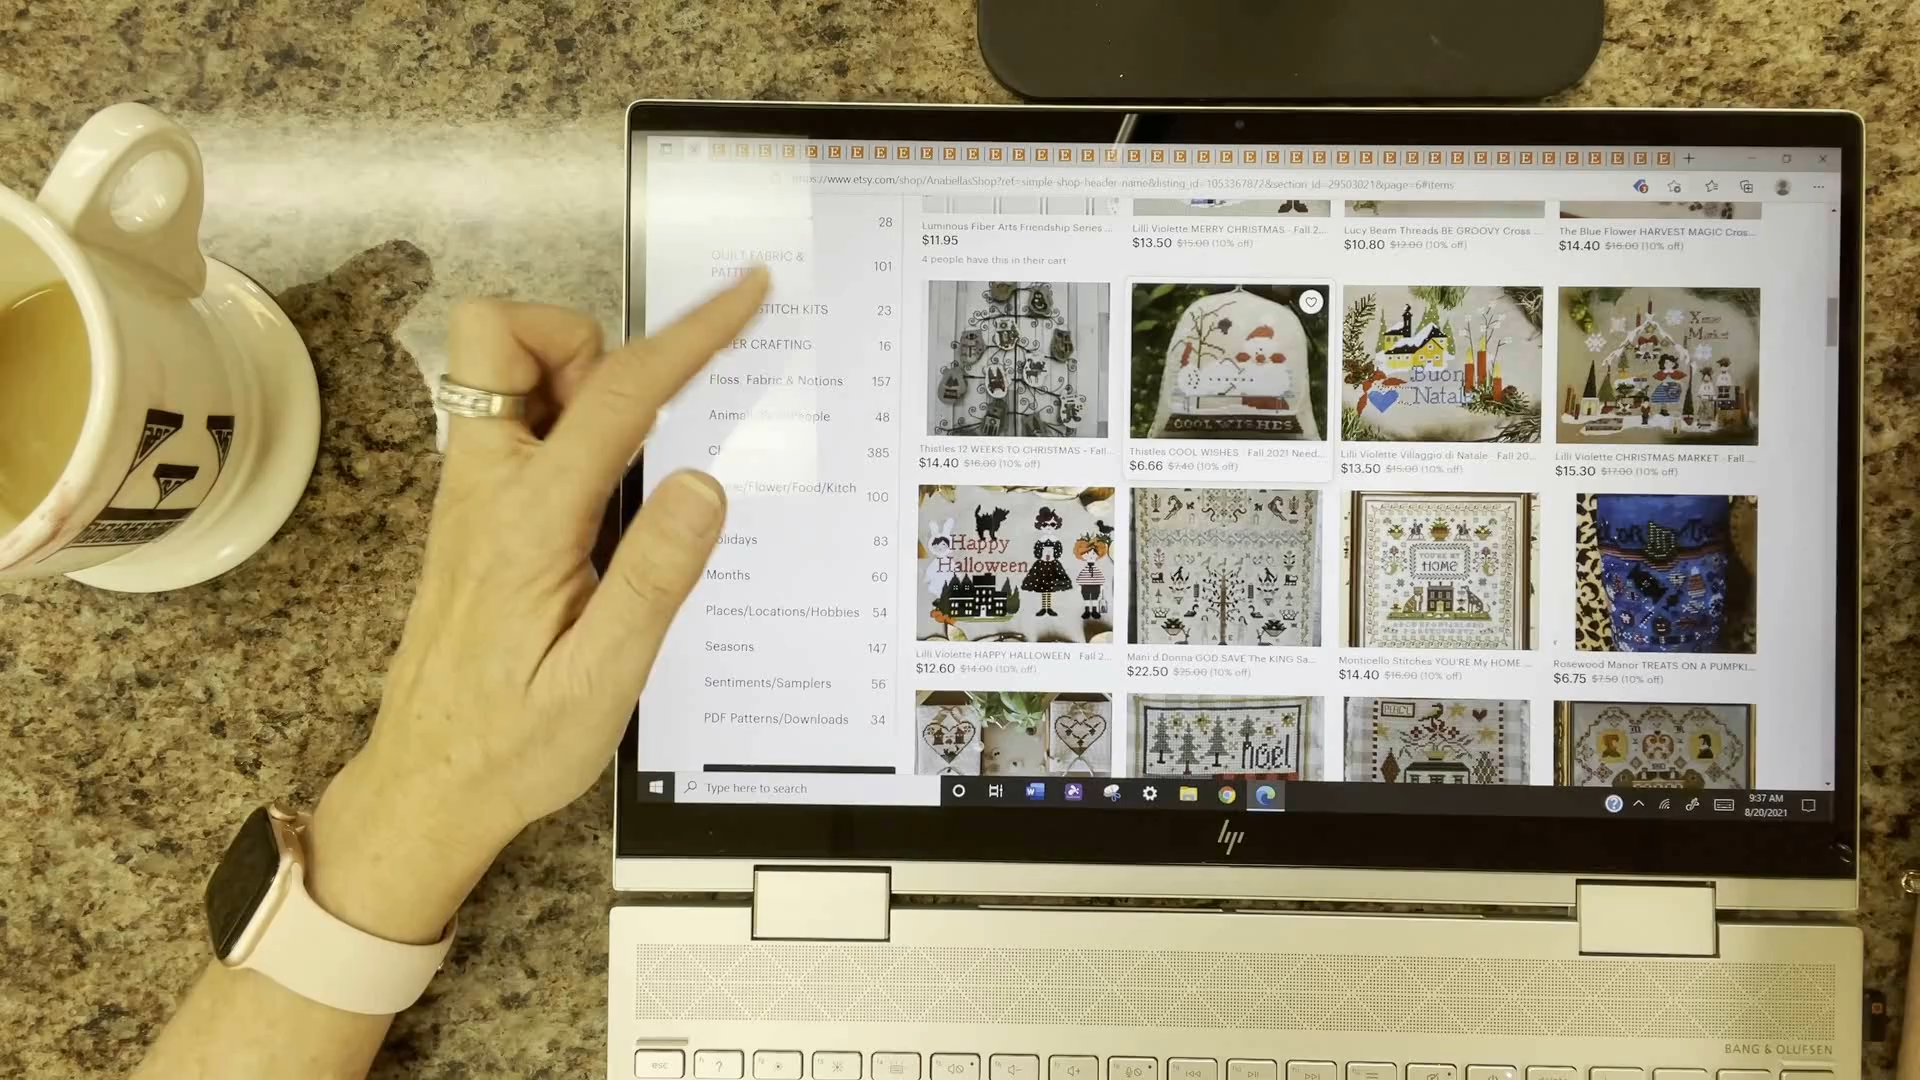 https://www.etsy.com/shop/AnabellasShop?ref=simple-shop-header-name&listing_id=1053367872&section_id=29503021&page=6#items
28
QUILT FABRIC &
101
STITCH KITS 23
CRAFTING 16
Floss, Fabric & Notions 157
48
385
/Flower/Food/Kitch
100
Holidays 83
Months 60
Places/Locations/Hobbies 54
Seasons 147
Sentiments/Samplers 56
PDF Patterns/Downloads 34
Luminous Fiber Arts Friendship Series ...
$11.95
4 people have this in their cart
Lilli Violette MERRY CHRISTMAS - Fall 2...
$13.50 $15.00 (10% off)
Lucy Beam Threads BE GROOVY Cross ...
$10.80 $12.00 (10% off)
The Blue Flower HARVEST MAGIC Cros...
$14.40 $16.00 (10% off)
Thistles 12 WEEKS TO CHRISTMAS - Fall...
$14.40 $16.00 (10% off)
COOL WISHES
Thistles COOL WISHES - Fall 2021 Need...
$6.66 $7.40 (10% off)
Buon
Natale
Lilli Violette Villaggio di Natale - Fall 20...
$13.50 $15.00 (10% off)
Xmas
Market
Lilli Violette CHRISTMAS MARKET - Fall ...
$15.30 $17.00 (10% off)
Happy
Halloween
Lilli Violette HAPPY HALLOWEEN - Fall 2...
$12.60 $14.00 (10% off)
Mani d Donna GOD SAVE The KING Sa...
$22.50 $25.00 (10% off)
YOU'RE MY
HOME
Monticello Stitches YOU'RE My HOME ...
$14.40 $16.00 (10% off)
Rosewood Manor TREATS ON A PUMPKI...
$6.75 $7.50 (10% off)
Noel
PEACE
Type here to search
9:37 AM
8/20/2021
hp
BANG & OLUFSEN
esc